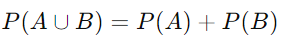 P(A ∪ B) = P(A) + P(B)